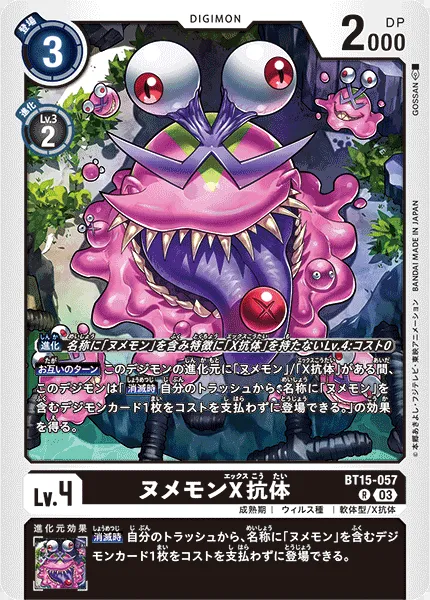 DIGIMON
登場
3
2000
DP
進化
Lv.3
2
GOSSAN
BANDAI MADE IN JAPAN
©本郷あきよし・フジテレビ・東映アニメーション
進化 名称に「ヌメモン」を含み特徴に「X抗体」を持たないLv.4:コスト0
お互いのターン このデジモンの進化元に「ヌメモン」/「X抗体」がある間、
このデジモンは「消滅時 自分のトラッシュから、名称に「ヌメモン」を
含むデジモンカード1枚をコストを支払わずに登場できる。」の効果
を得る。
BT15-057
R 03
Lv.4
ヌメモンX抗体
エックス こう たい
成熟期 | ウィルス種 | 軟体型/X抗体
進化元効果
消滅時 自分のトラッシュから、名称に「ヌメモン」を含むデジ
モンカード1枚をコストを支払わずに登場できる。